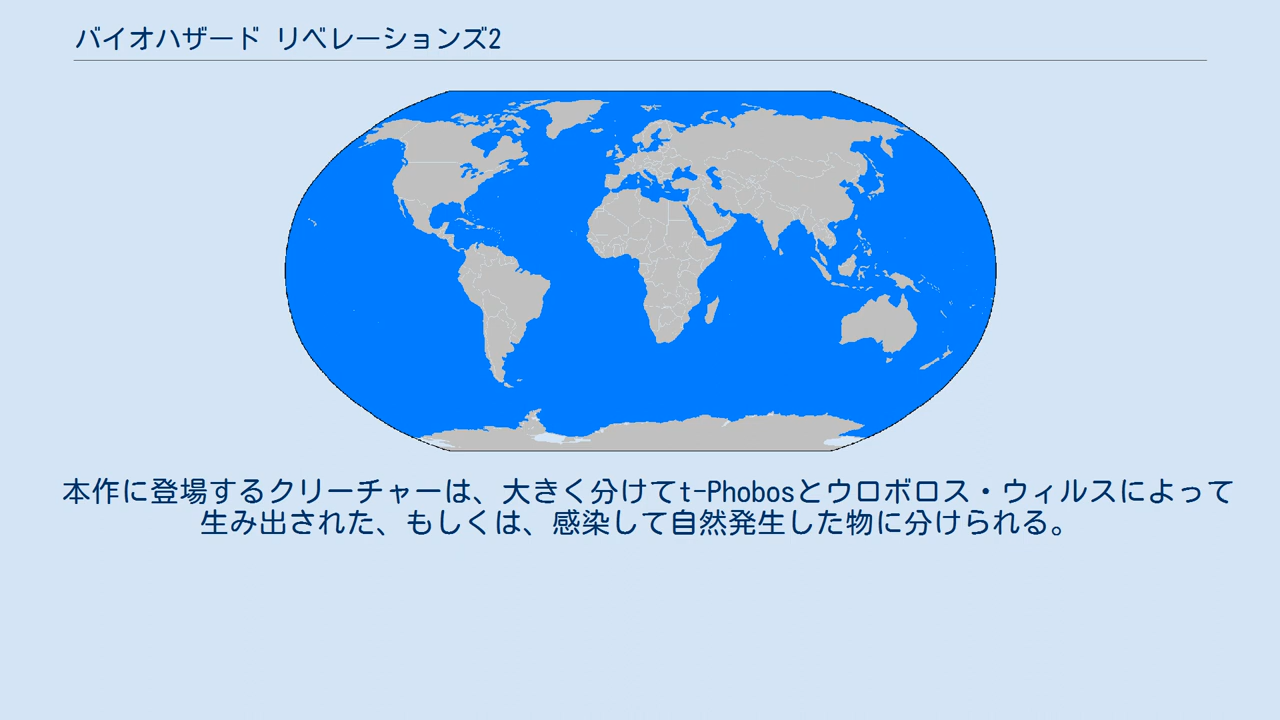 バイオハザード リベレーションズ2
本作に登場するクリーチャーは、大きく分けてt-Phobosとウロボロス・ウィルスによって
生み出された、もしくは、感染して自然発生した物に分けられる。